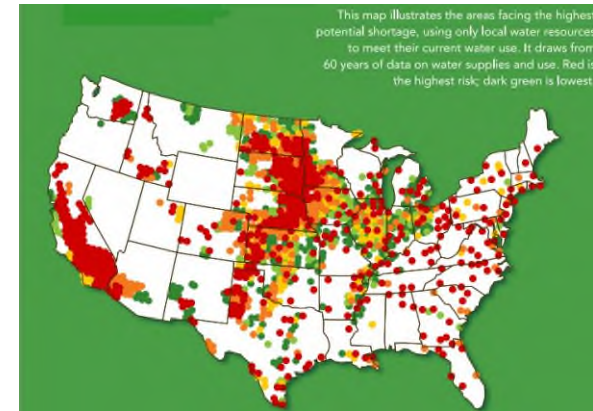 This map illustrates the areas facing the highest
potential shortage, using only local water resources
to meet their current water use. It draws from
60 years of data on water supplies and use. Red is
the highest risk; dark green is lowest